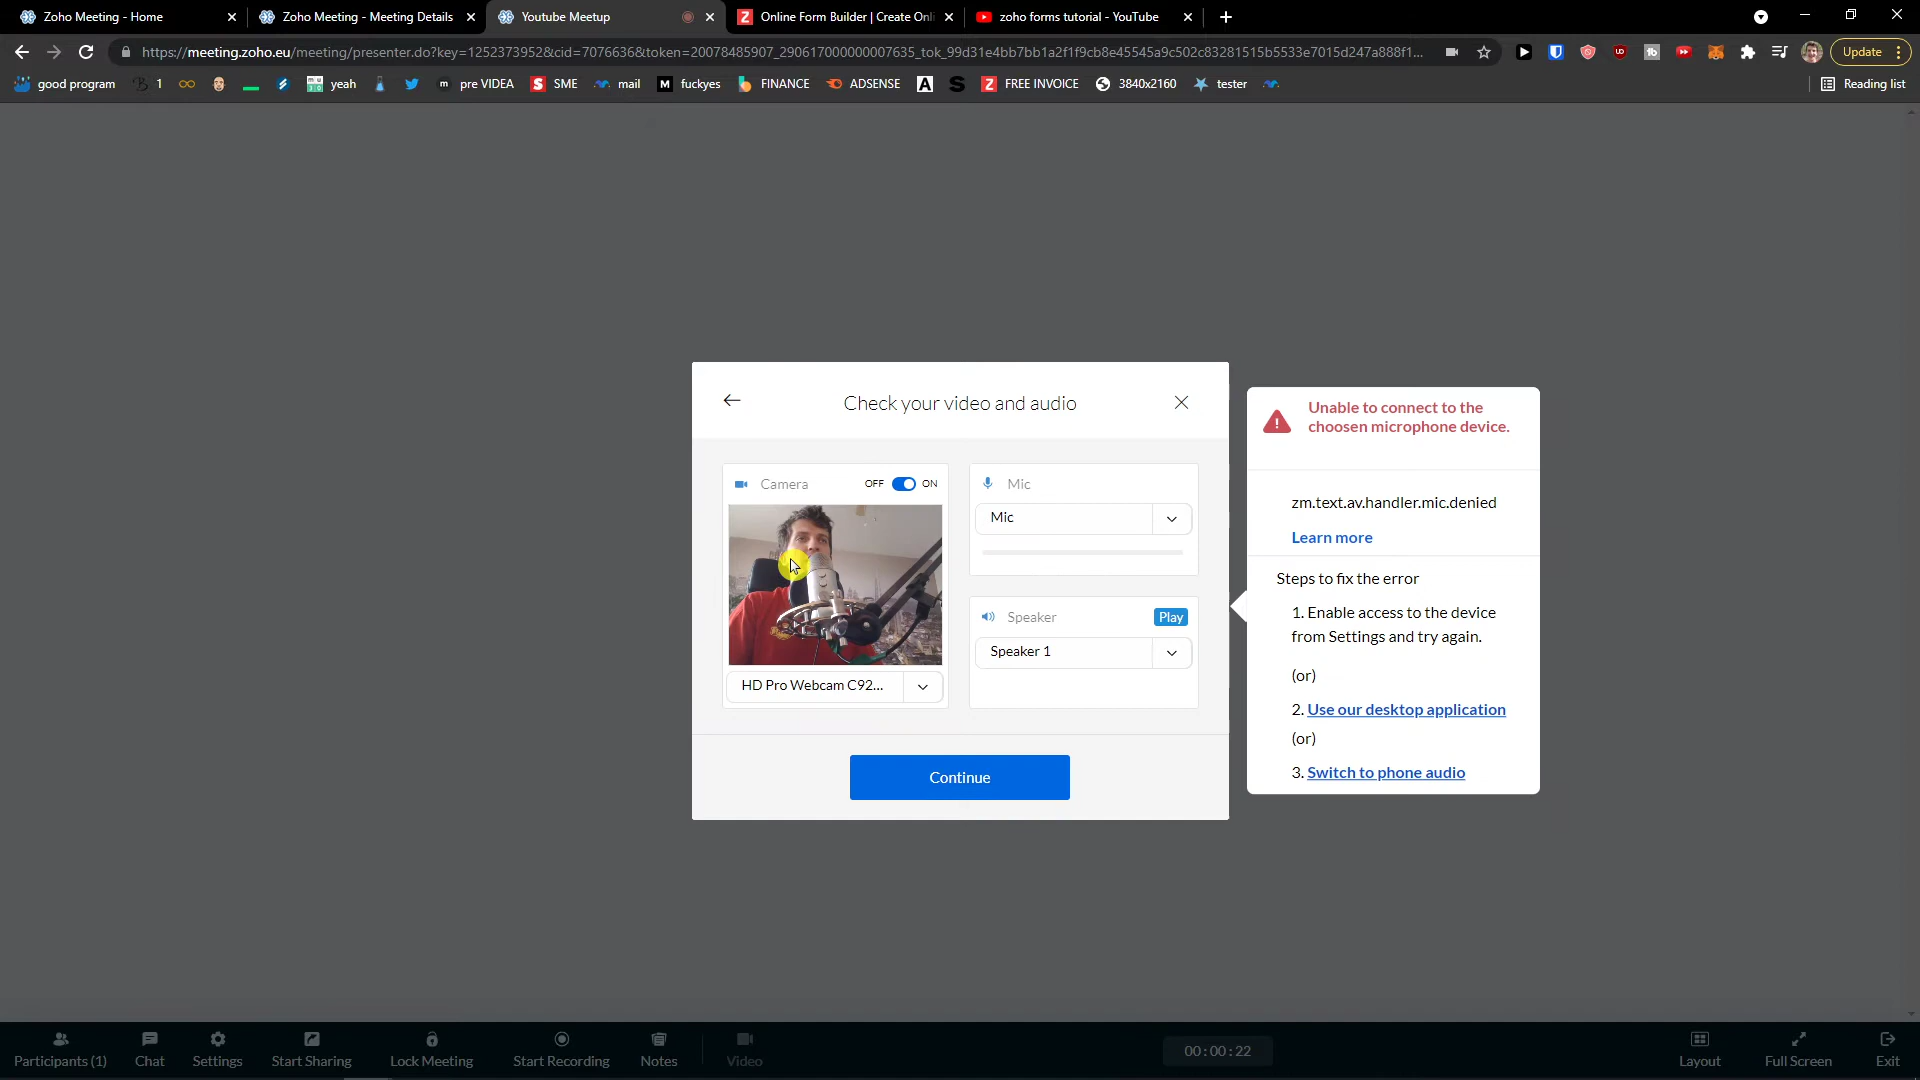 Zoho Meeting - Home
Zoho Meeting - Meeting Details
Youtube Meetup
Online Form Builder | Create Onli
zoho forms tutorial - YouTube
https://meeting.zoho.eu/meeting/presenter.do?key=1252373952&cid=7076636&token=20078485907_290617000000007635_tok_99d31e4bb7bb1a2f1f9cb8e45545a9c502c83281515b5533e7015d247a888f1...
Update
good program
1
yeah
pre VIDEA
SME
mail
fuckyes
FINANCE
ADSENSE
FREE INVOICE
3840x2160
tester
Reading list
Check your video and audio
Camera
OFF
ON
HD Pro Webcam C92...
Mic
Mic
Speaker
Play
Speaker 1
Continue
Unable to connect to the
choosen microphone device.
zm.text.av.handler.mic.denied
Learn more
Steps to fix the error
1. Enable access to the device
from Settings and try again.
(or)
2. Use our desktop application
(or)
3. Switch to phone audio
Participants (1)
Chat
Settings
Start Sharing
Lock Meeting
Start Recording
Notes
Video
00:00:22
Layout
Full Screen
Exit